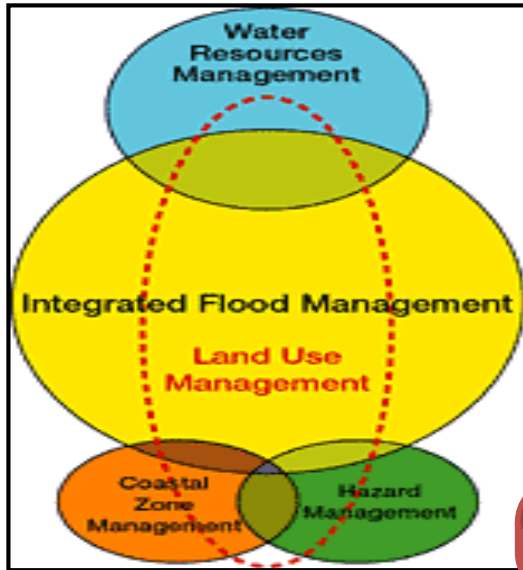 Water
Resources
Management
Integrated Flood Management
Land Use
Management
Coastal
Zone
Management
Hazard
Management